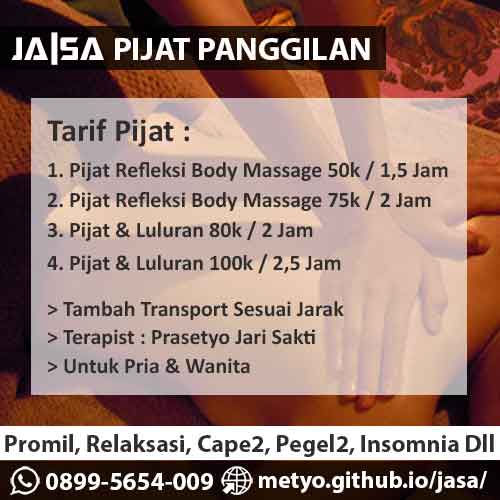 JA|SA PIJAT PANGGILAN
Tarif Pijat :
1. Pijat Refleksi Body Massage 50k / 1,5 Jam
2. Pijat Refleksi Body Massage 75k / 2 Jam
3. Pijat & Luluran 80k / 2 Jam
4. Pijat & Luluran 100k / 2,5 Jam
> Tambah Transport Sesuai Jarak
> Terapist : Prasetyo Jari Sakti
> Untuk Pria & Wanita
Promil, Relaksasi, Cape2, Pegel2, Insomnia Dll
0899-5654-009 metyo.github.io/jasa/